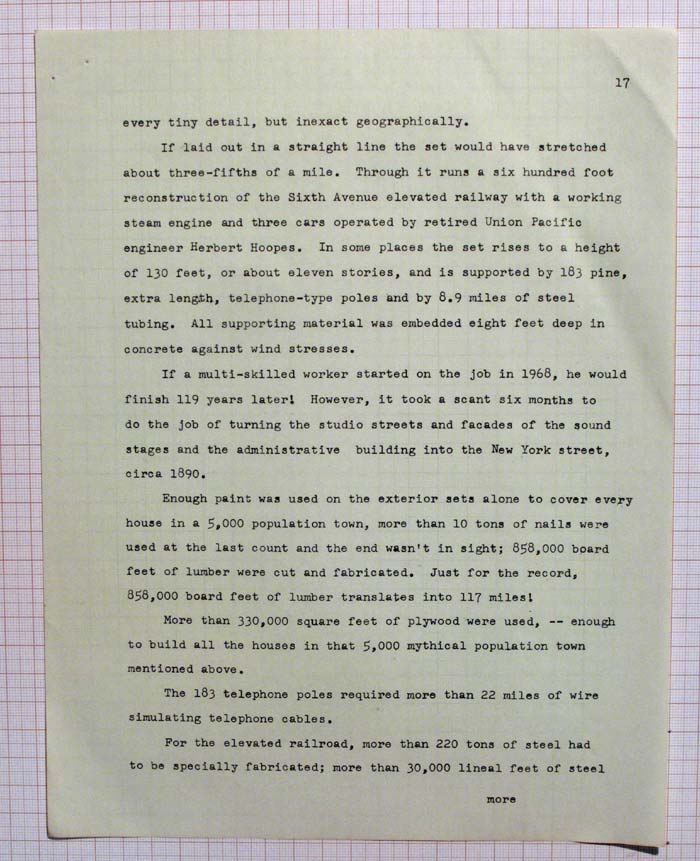 17
every tiny detail, but inexact geographically.
If laid out in a straight line the set would have stretched
about three-fifths of a mile. Through it runs a six hundred foot
reconstruction of the Sixth Avenue elevated railway with a working
steam engine and three cars operated by retired Union Pacific
engineer Herbert Hoopes. In some places the set rises to a height
of 130 feet, or about eleven stories, and is supported by 183 pine,
extra length, telephone-type poles and by 8.9 miles of steel
tubing. All supporting material was embedded eight feet deep in
concrete against wind stresses.
If a multi-skilled worker started on the job in 1968, he would
finish 119 years later! However, it took a scant six months to
do the job of turning the studio streets and facades of the sound
stages and the administrative building into the New York street,
circa 1890.
Enough paint was used on the exterior sets alone to cover every
house in a 5,000 population town, more than 10 tons of nails were
used at the last count and the end wasn't in sight; 858,000 board
feet of lumber were cut and fabricated. Just for the record,
858,000 board feet of lumber translates into 117 miles!
More than 330,000 square feet of plywood were used, -- enough
to build all the houses in that 5,000 mythical population town
mentioned above.
The 183 telephone poles required more than 22 miles of wire
simulating telephone cables.
For the elevated railroad, more than 220 tons of steel had
to be specially fabricated; more than 30,000 lineal feet of steel
more